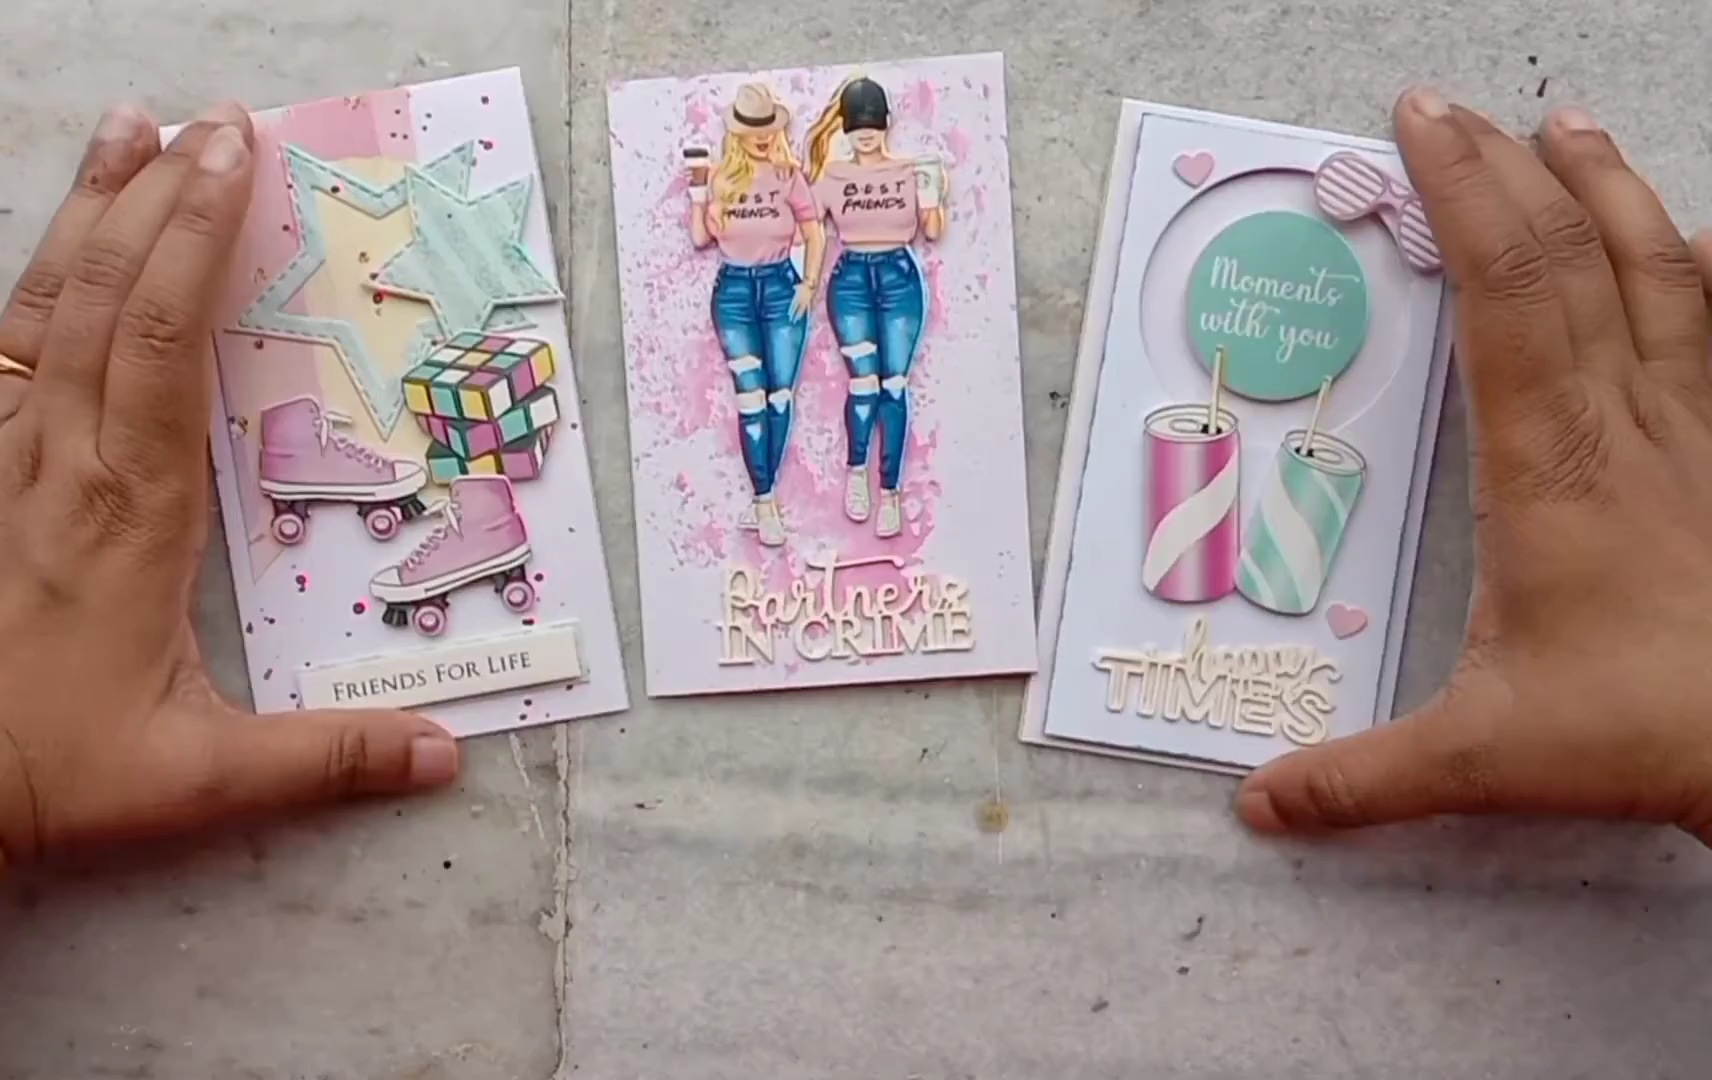 FRIENDS FOR LIFE
BEST
FRIENDS
BEST
FRIENDS
Partners
IN CRIME
Moments
with you
happy
TIMES